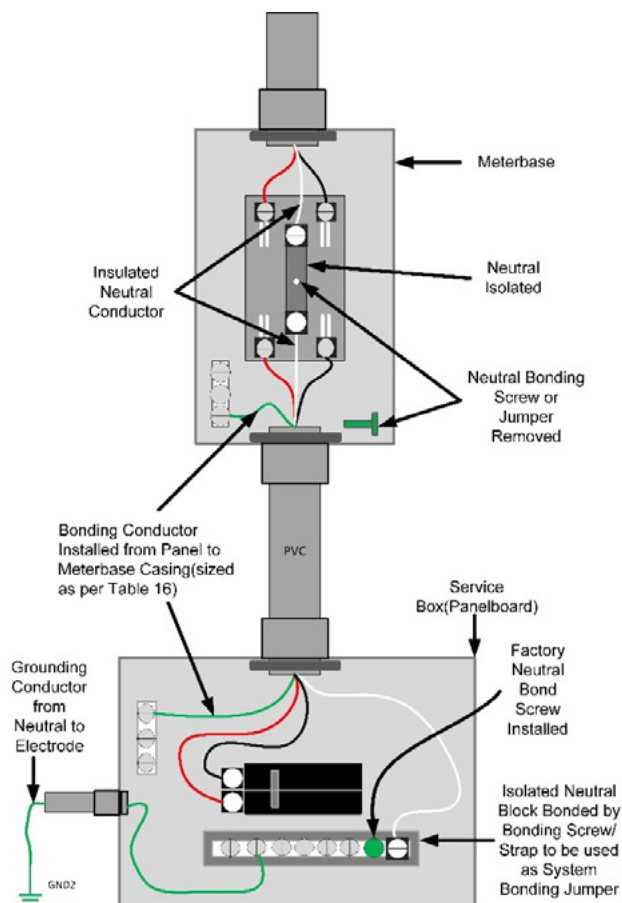 Meterbase
Insulated
Neutral
Conductor
Neutral
Isolated
Neutral Bonding
Screw or
Jumper
Removed
Bonding Conductor
Installed from Panel to
Meterbase Casing(sized
as per Table 16)
PVC
Service
Box(Panelboard)
Grounding
Conductor
from
Neutral to
Electrode
Factory
Neutral
Bond
Screw
Installed
Isolated Neutral
Block Bonded by
Bonding Screw/
Strap to be used
as System
Bonding Jumper
GND2